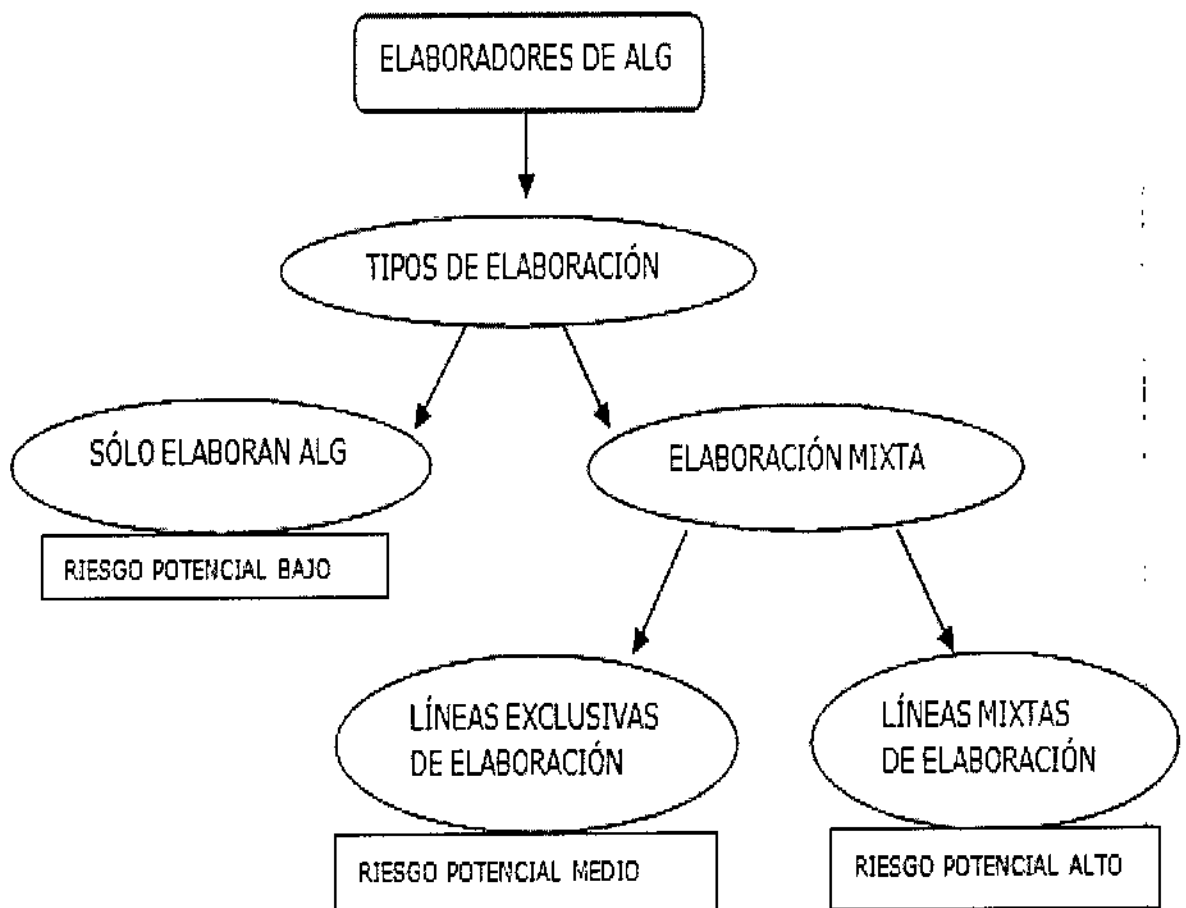 ELABORADORES DE ALG
TIPOS DE ELABORACIÓN
SÓLO ELABORAN ALG
RIESGO POTENCIAL BAJO
ELABORACIÓN MIXTA
LÍNEAS EXCLUSIVAS
DE ELABORACIÓN
RIESGO POTENCIAL MEDIO
LÍNEAS MIXTAS
DE ELABORACIÓN
RIESGO POTENCIAL ALTO